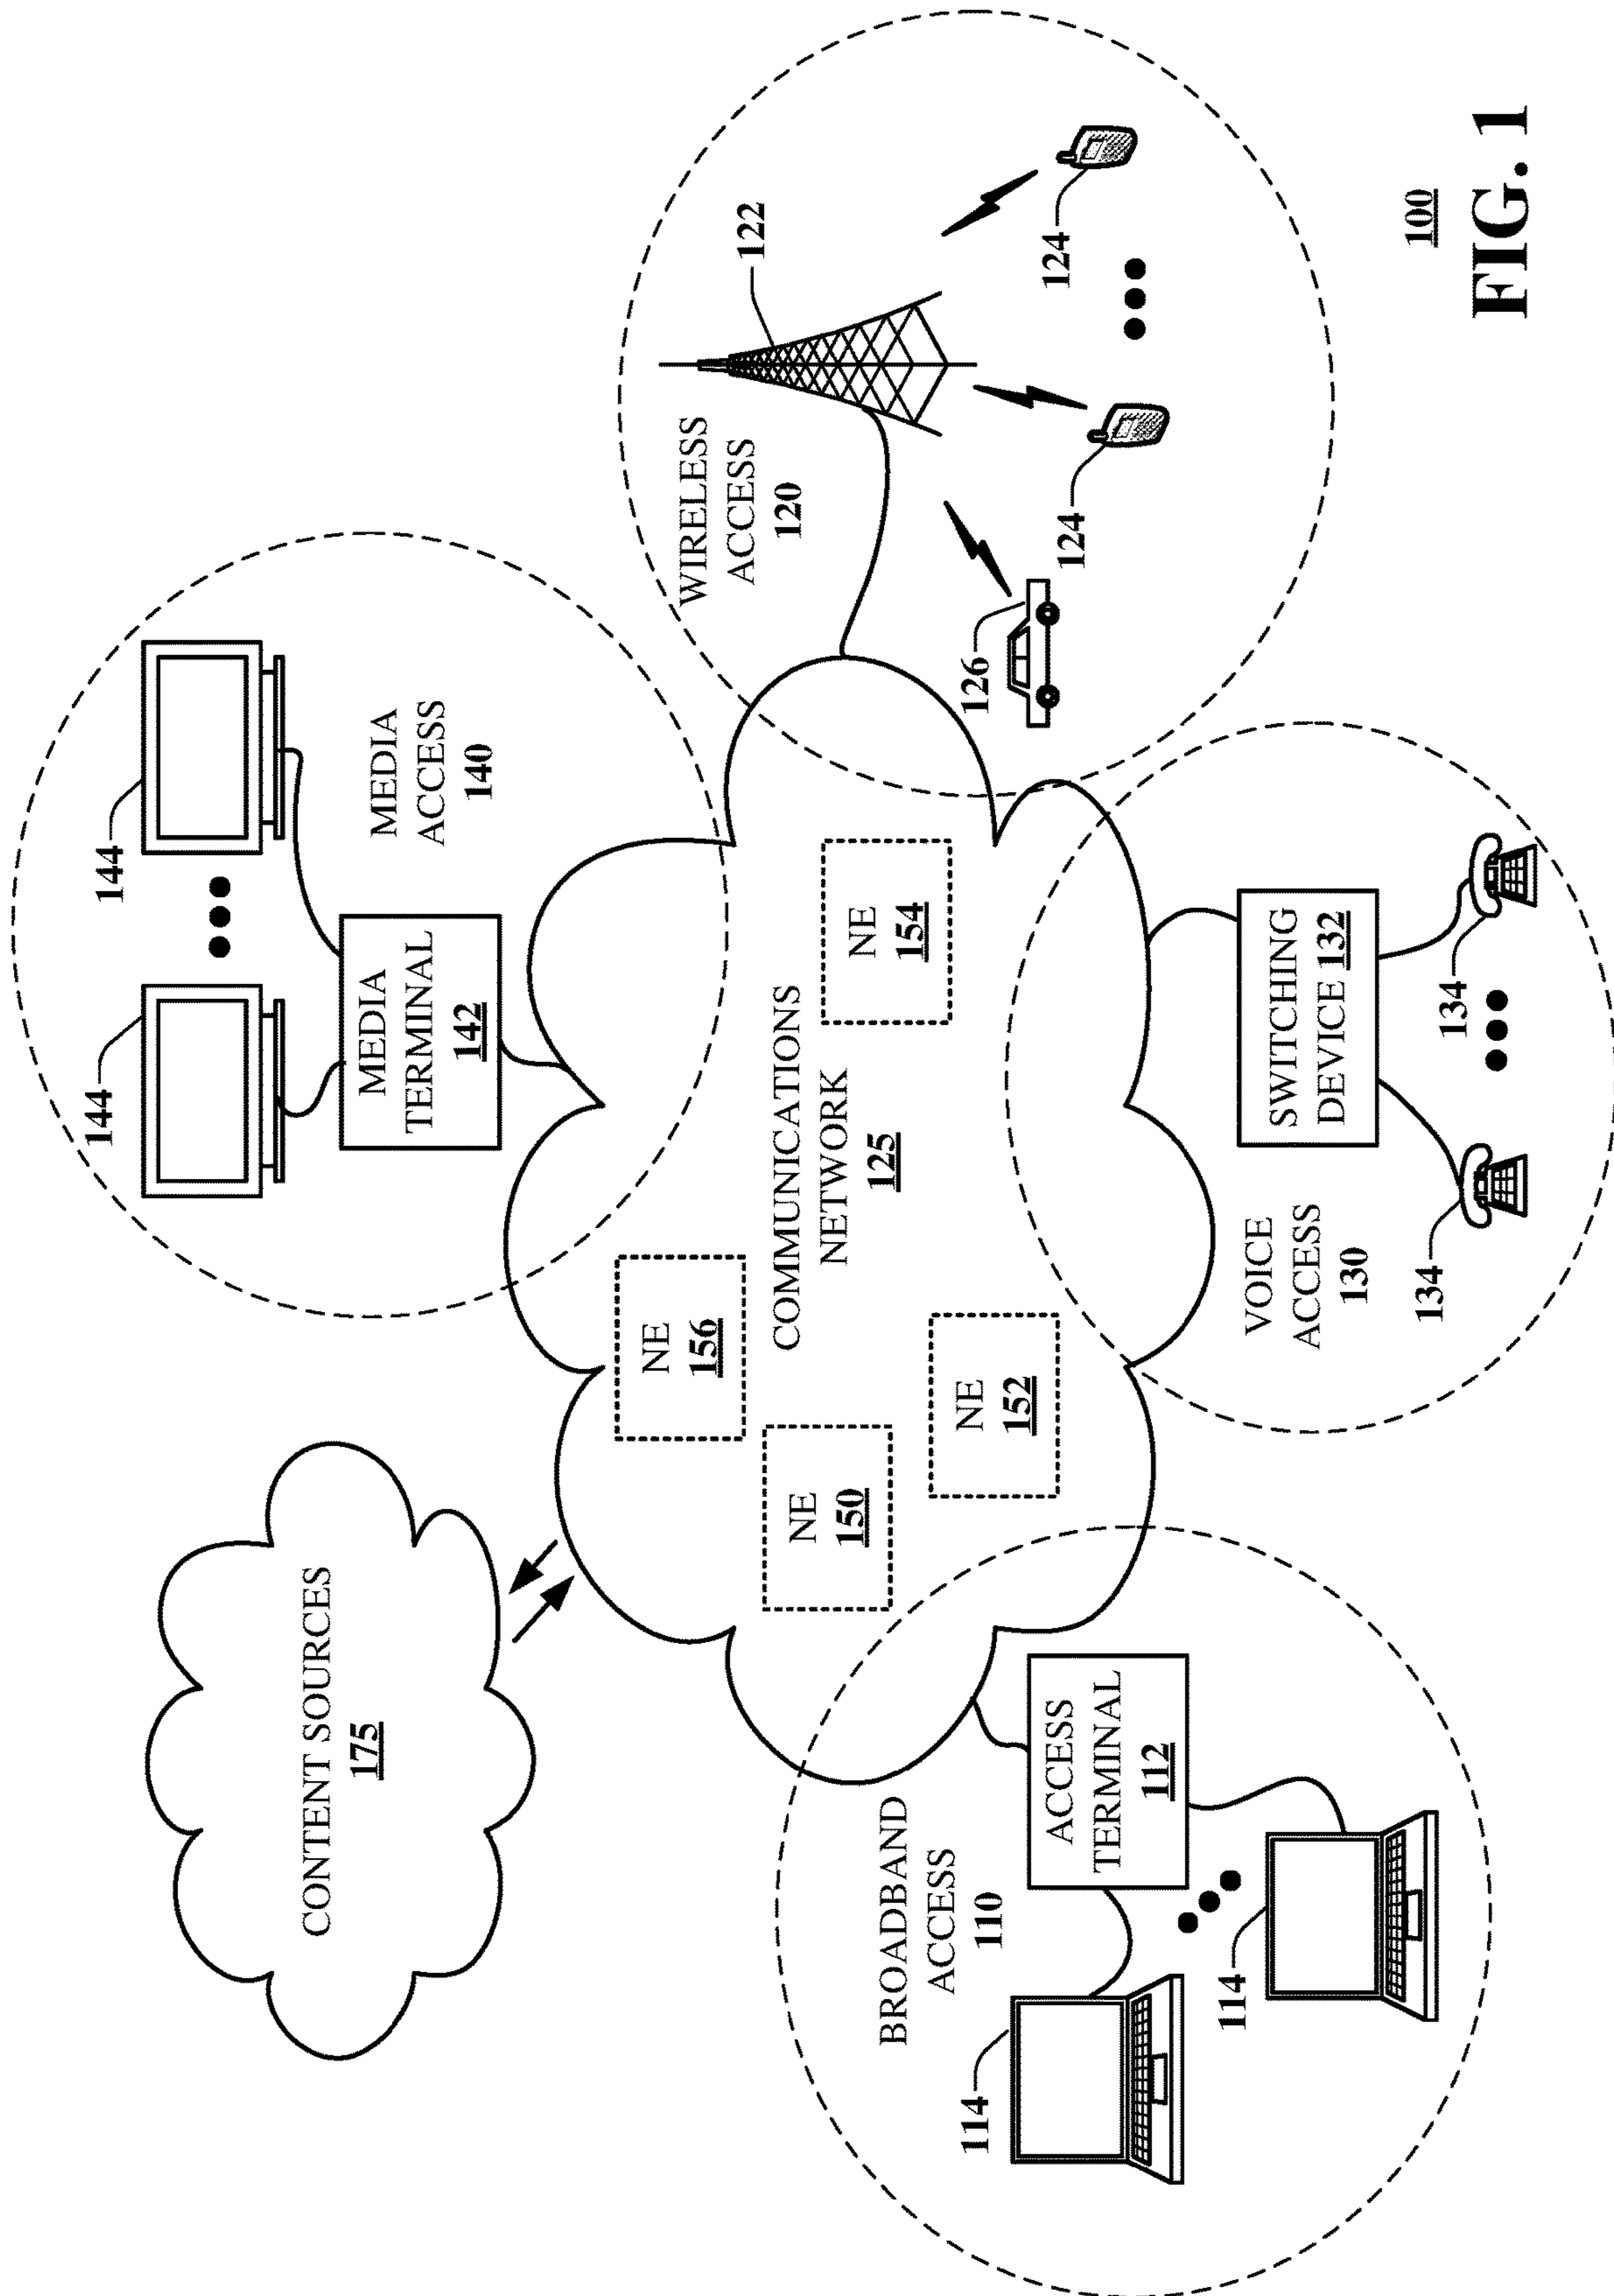 CONTENT SOURCES
175
144
144
MEDIA
TERMINAL
142
MEDIA
ACCESS
140
NE
156
NE
150
NE
152
COMMUNICATIONS
NETWORK
125
NE
154
WIRELESS
ACCESS
120
122
124
124
126
BROADBAND
ACCESS
110
ACCESS
TERMINAL
112
114
114
VOICE
ACCESS
130
SWITCHING
DEVICE 132
134
134
100
FIG. 1